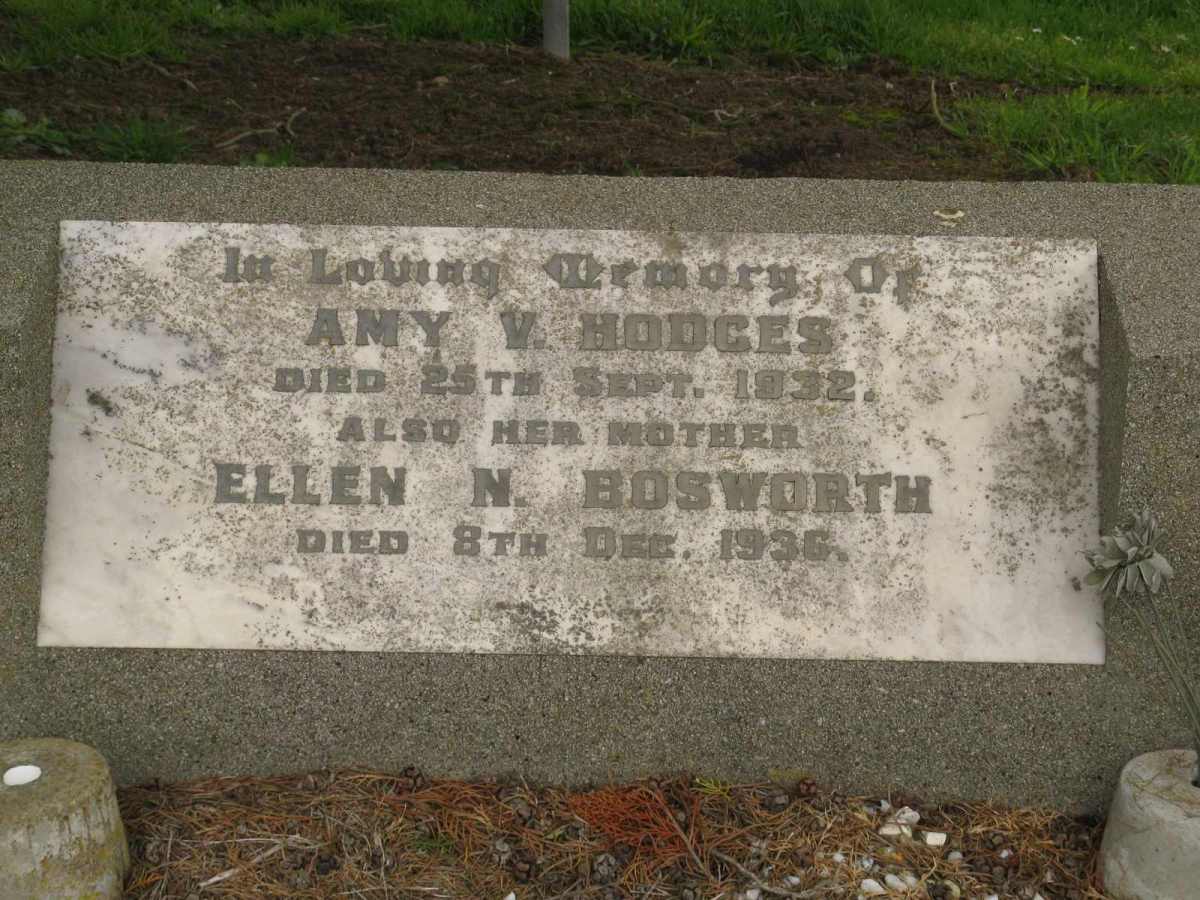 In Loving Memory Of
AMY V. HODGES
DIED 25TH SEPT. 1932.
ALSO HER MOTHER
ELLEN N. BOSWORTH
DIED 8TH DEC. 1936.